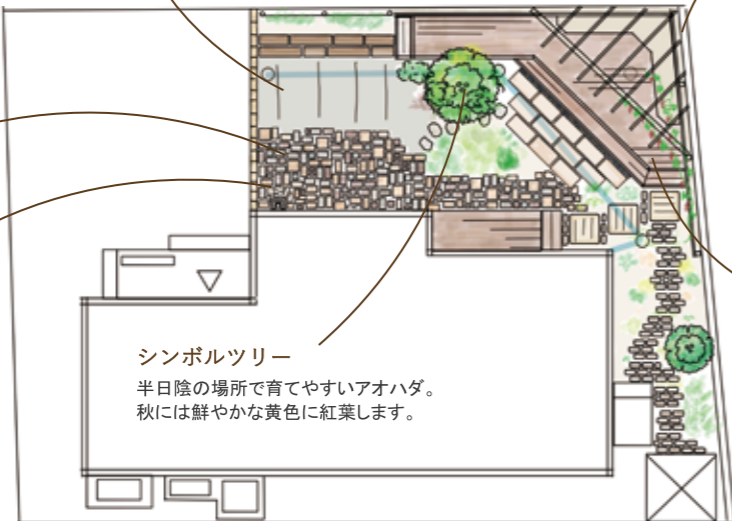 シンボルツリー
半日陰の場所で育てやすいアオハダ。
秋には鮮やかな黄色に紅葉します。